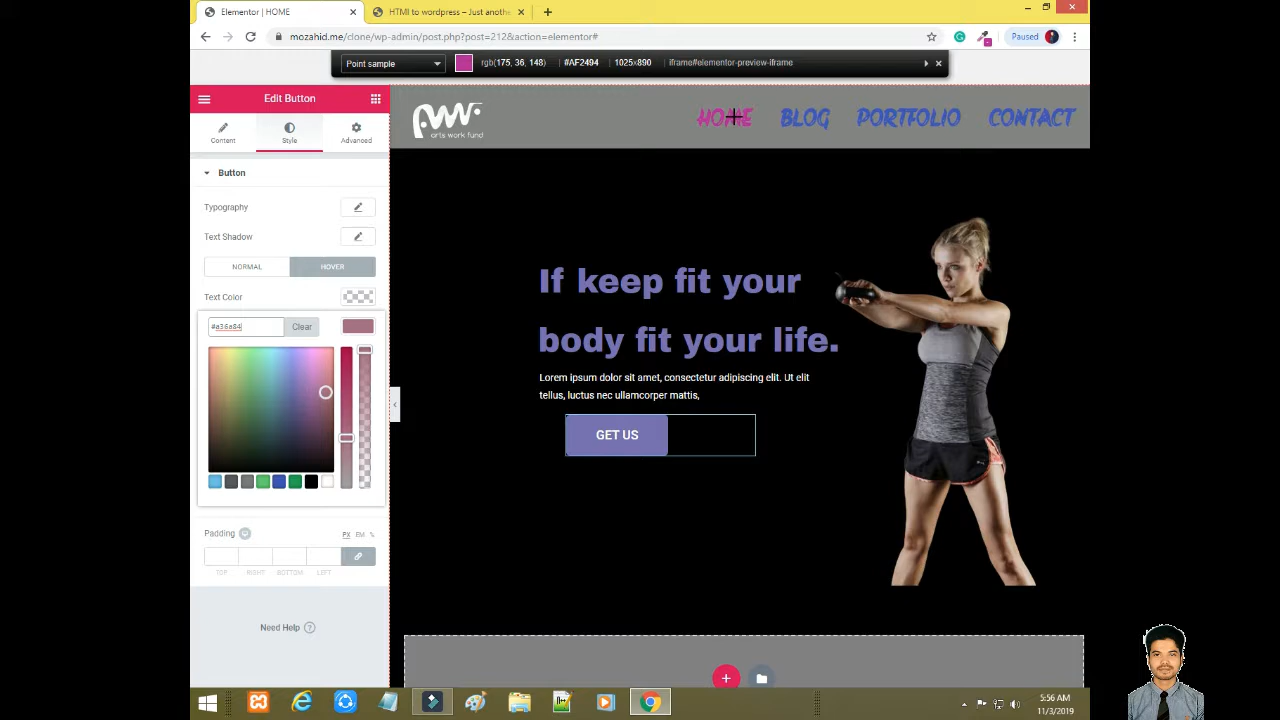 Elementor | HOME
HTMl to wordpress – Just anothe
mozahid.me/clone/wp-admin/post.php?post=212&action=elementor#
Paused
Point sample
rgb(175, 36, 148)
#AF2494
1025x890
iframe#elementor-preview-iframe
Edit Button
Content
Style
Advanced
Button
Typography
Text Shadow
NORMAL
HOVER
Text Color
#a36a84
Clear
Padding
PX EM %
TOP RIGHT BOTTOM LEFT
Need Help
arts work fund
HOME
BLOG
PORTFOLIO
CONTACT
If keep fit your
body fit your life.
Lorem ipsum dolor sit amet, consectetur adipiscing elit. Ut elit
tellus, luctus nec ullamcorper mattis,
GET US
5:56 AM
11/3/2019